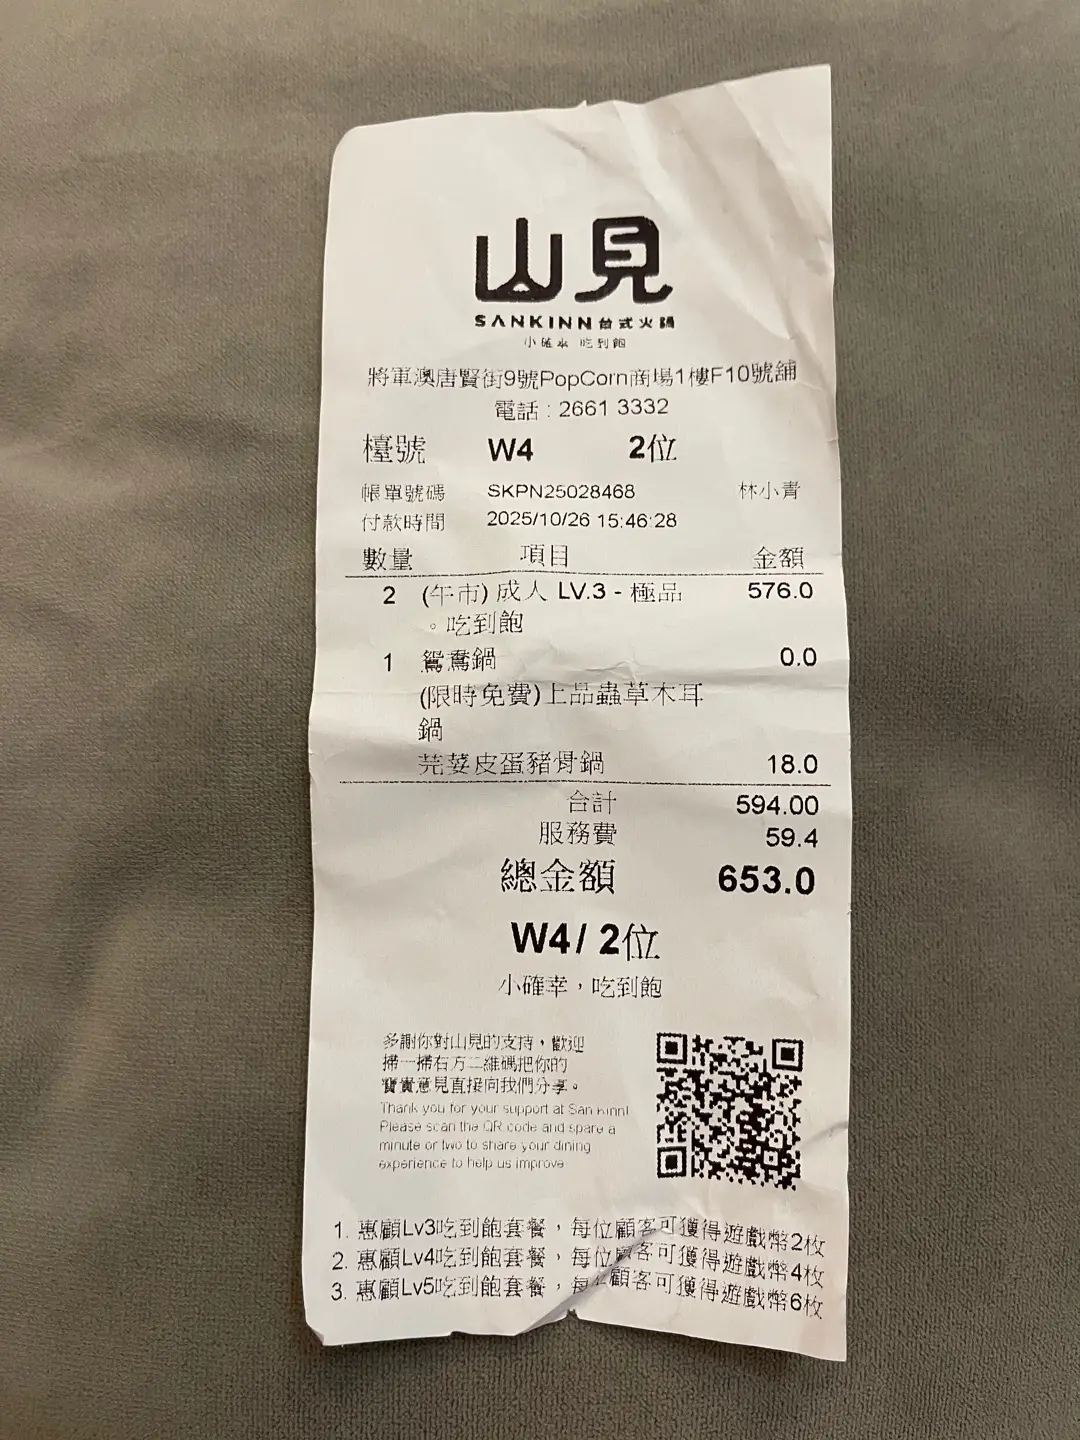 山見
SANKINN 台式火鍋
小確幸 吃到飽
將軍澳唐賢街9號PopCorn商場1樓F10號舖
電話 : 2661 3332
檯號 W4 2位
帳單號碼 SKPN25028468 林小青
付款時間 2025/10/26 15:46:28
數量 項目 金額
2 (午市) 成人 LV.3 - 極品 576.0
。吃到飽
1 鴛鴦鍋 0.0
(限時免費)上品蟲草木耳
鍋
芫荽皮蛋豬骨鍋 18.0
合計 594.00
服務費 59.4
總金額 653.0
W4/ 2位
小確幸，吃到飽
多謝你對山見的支持，歡迎
掃一掃右方二維碼把你的
寶貴意見直接向我們分享。
Thank you for your support at San Kinn!
Please scan the QR code and spare a
minute or two to share your dining
experience to help us improve
1. 惠顧Lv3吃到飽套餐，每位顧客可獲得遊戲幣2枚
2. 惠顧Lv4吃到飽套餐，每位顧客可獲得遊戲幣4枚
3. 惠顧Lv5吃到飽套餐，每位顧客可獲得遊戲幣6枚